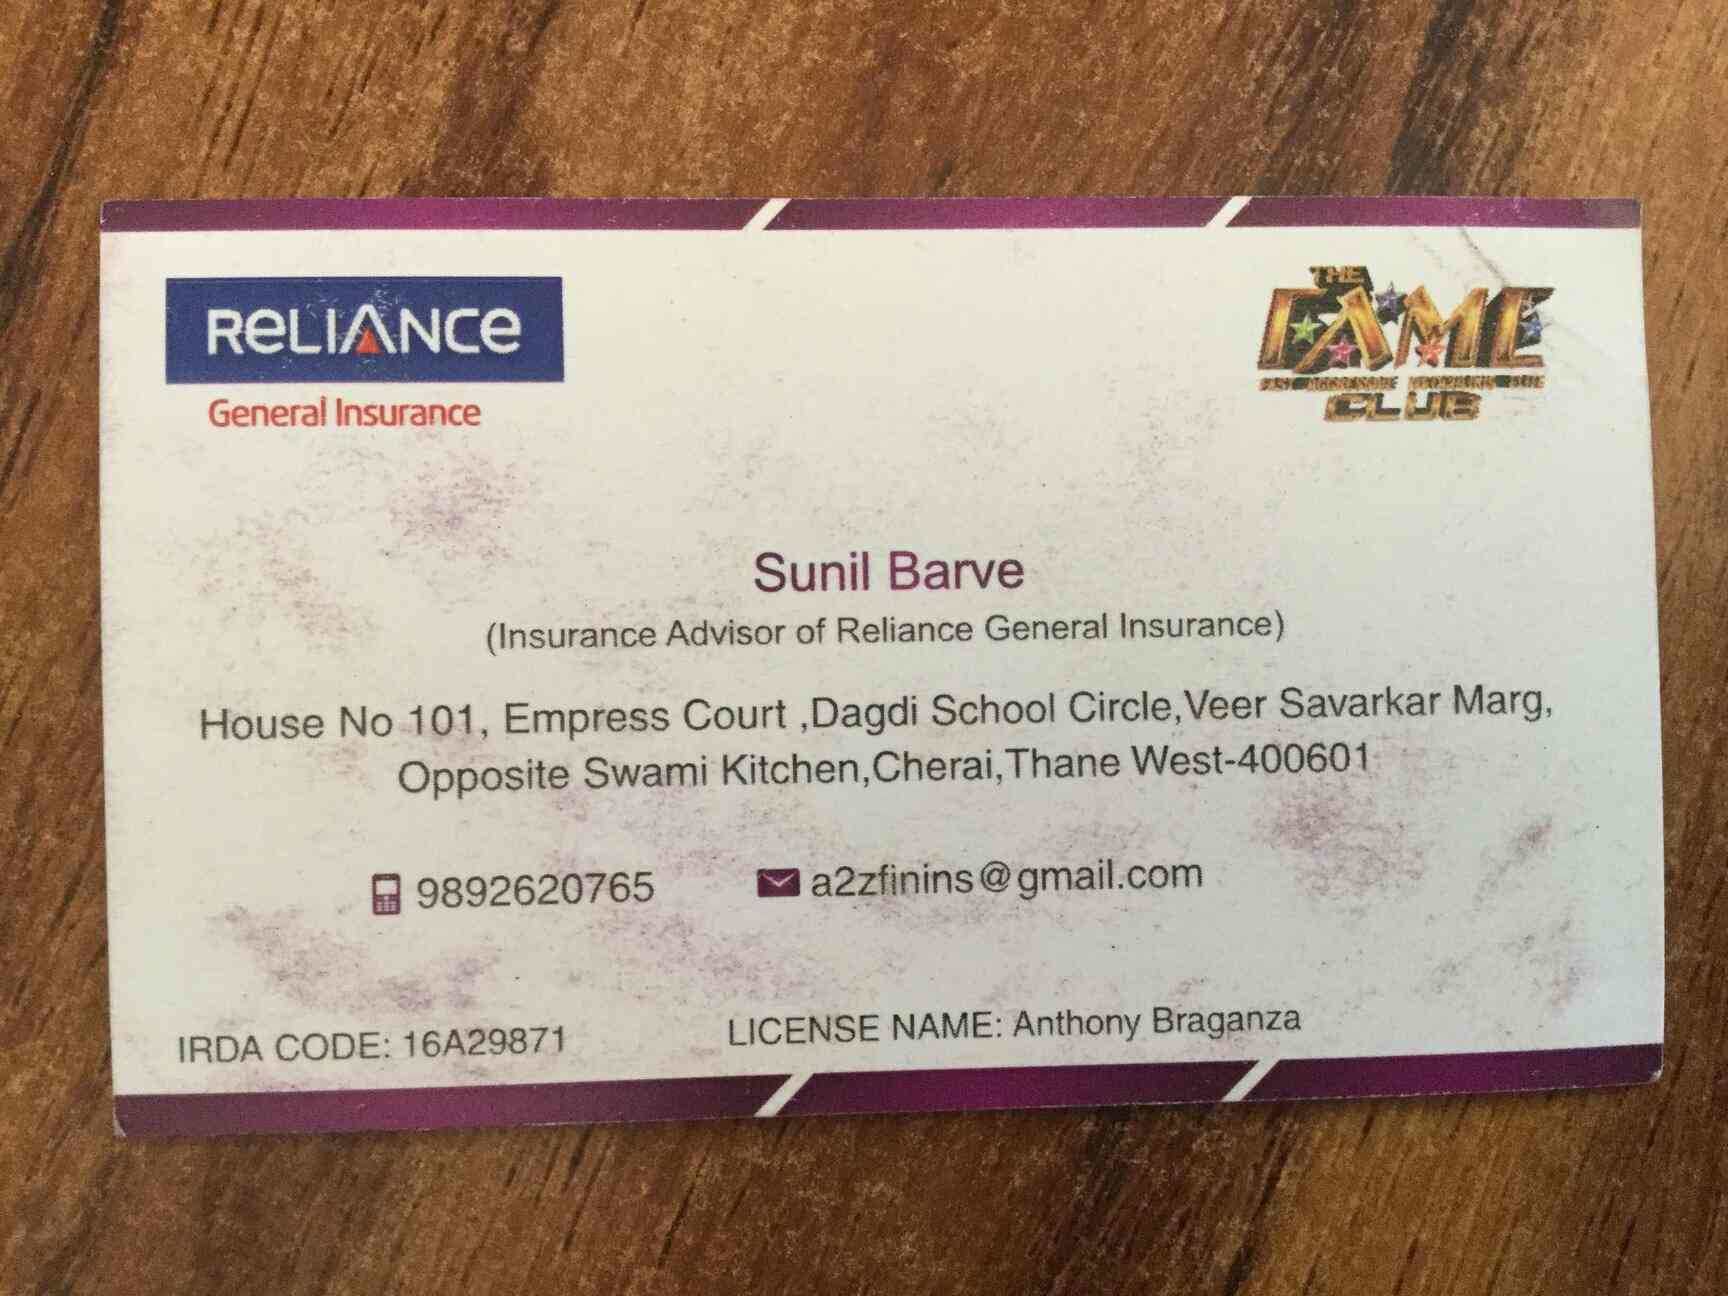 RELIANCE
General Insurance
THE
FAME
CLUB
Sunil Barve
(Insurance Advisor of Reliance General Insurance)
House No 101, Empress Court ,Dagdi School Circle,Veer Savarkar Marg,
Opposite Swami Kitchen,Cherai,Thane West-400601
9892620765
a2zfinins@gmail.com
IRDA CODE: 16A29871
LICENSE NAME: Anthony Braganza